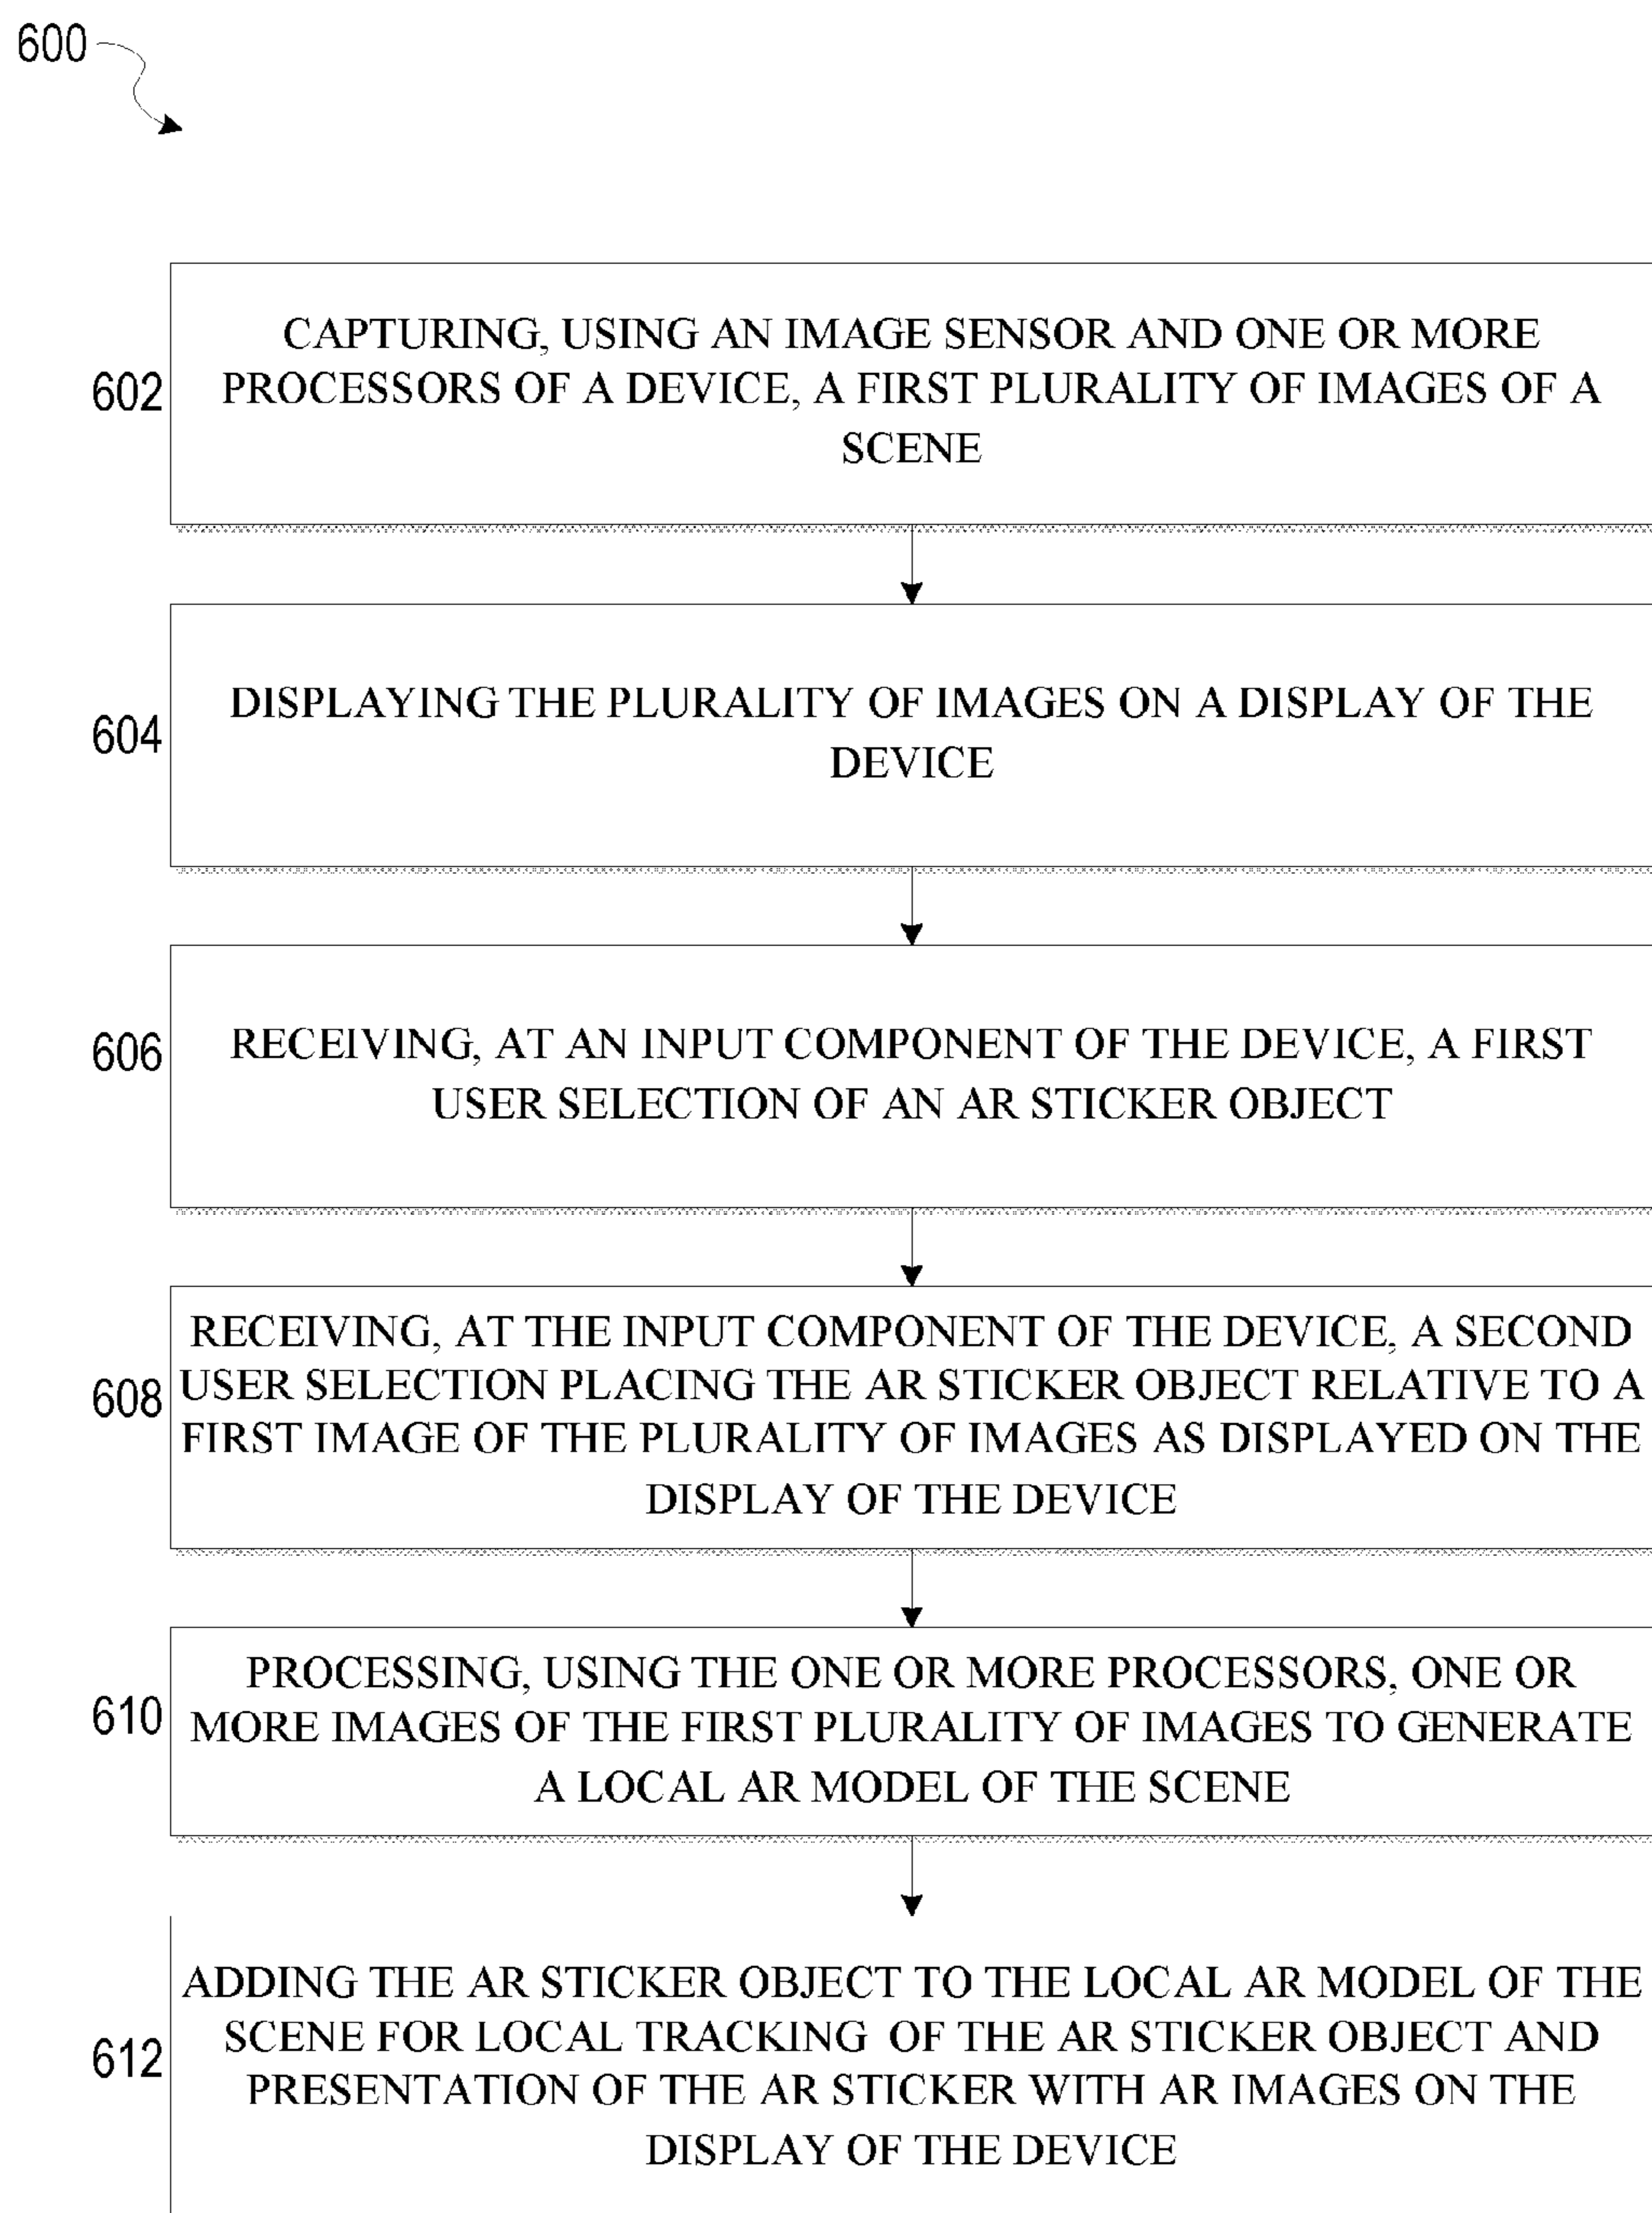 600
602
CAPTURING, USING AN IMAGE SENSOR AND ONE OR MORE
PROCESSORS OF A DEVICE, A FIRST PLURALITY OF IMAGES OF A
SCENE
604
DISPLAYING THE PLURALITY OF IMAGES ON A DISPLAY OF THE
DEVICE
606
RECEIVING, AT AN INPUT COMPONENT OF THE DEVICE, A FIRST
USER SELECTION OF AN AR STICKER OBJECT
608
RECEIVING, AT THE INPUT COMPONENT OF THE DEVICE, A SECOND
USER SELECTION PLACING THE AR STICKER OBJECT RELATIVE TO A
FIRST IMAGE OF THE PLURALITY OF IMAGES AS DISPLAYED ON THE
DISPLAY OF THE DEVICE
610
PROCESSING, USING THE ONE OR MORE PROCESSORS, ONE OR
MORE IMAGES OF THE FIRST PLURALITY OF IMAGES TO GENERATE
A LOCAL AR MODEL OF THE SCENE
612
ADDING THE AR STICKER OBJECT TO THE LOCAL AR MODEL OF THE
SCENE FOR LOCAL TRACKING OF THE AR STICKER OBJECT AND
PRESENTATION OF THE AR STICKER WITH AR IMAGES ON THE
DISPLAY OF THE DEVICE